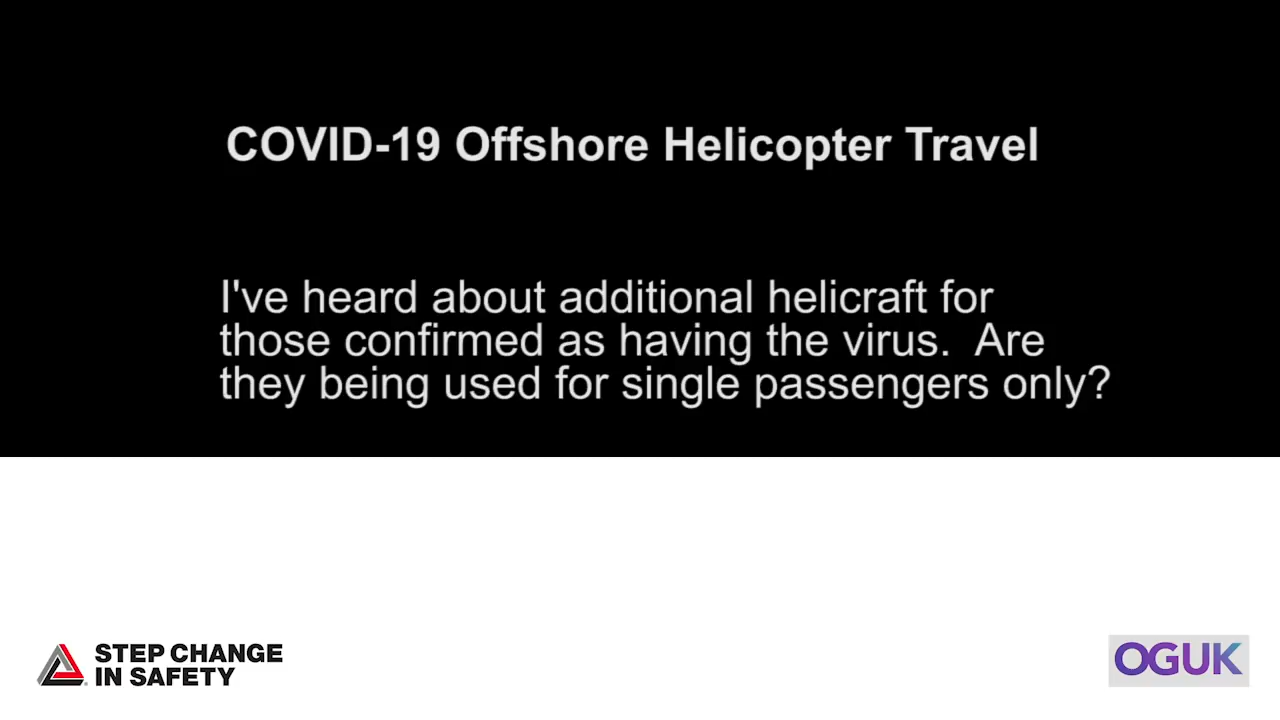 COVID-19 Offshore Helicopter Travel
I've heard about additional helicraft for
those confirmed as having the virus.  Are
they being used for single passengers only?
STEP CHANGE
IN SAFETY
OGUK